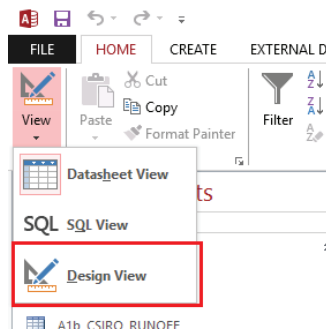 FILE HOME CREATE EXTERNAL D
Cut
Copy
Format Painter
View Paste Filter
Datasheet View
ts
SQL SQL View
Design View
A1b_CSIRO_RUNOFF